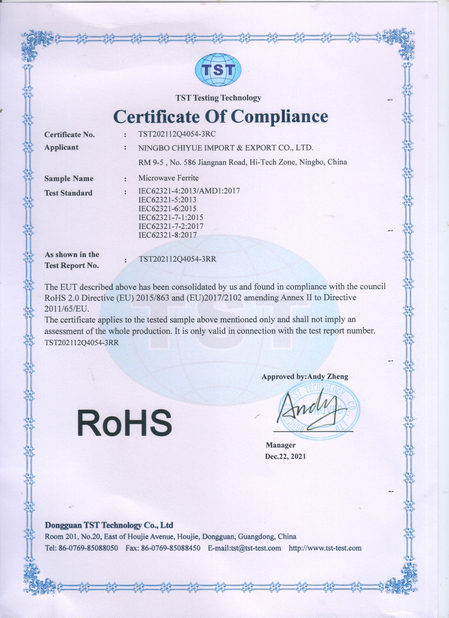 TST
TST Testing Technology
Certificate Of Compliance
Certificate No. : TST202112Q4054-3RC
Applicant : NINGBO CHIYUE IMPORT & EXPORT CO., LTD.
RM 9-5 , No. 586 Jiangnan Road, Hi-Tech Zone, Ningbo, China
Sample Name : Microwave Ferrite
Test Standard : IEC62321-4:2013/AMD1:2017
IEC62321-5:2013
IEC62321-6:2015
IEC62321-7-1:2015
IEC62321-7-2:2017
IEC62321-8:2017
As shown in the
Test Report No. : TST202112Q4054-3RR
The EUT described above has been consolidated by us and found in compliance with the council
RoHS 2.0 Directive (EU) 2015/863 and (EU)2017/2102 amending Annex II to Directive
2011/65/EU.
The certificate applies to the tested sample above mentioned only and shall not imply an
assessment of the whole production. It is only valid in connection with the test report number.
TST202112Q4054-3RR
TST
Approved by:Andy Zheng
Andy
RoHS
Manager
Dec.22, 2021
Dongguan TST Technology Co., Ltd
Room 201, No.20, East of Houjie Avenue, Houjie, Dongguan, Guangdong, China
Tel: 86-0769-85088050 Fax: 86-0769-85088450 E-mail:tst@tst-test.com http://www.tst-test.com